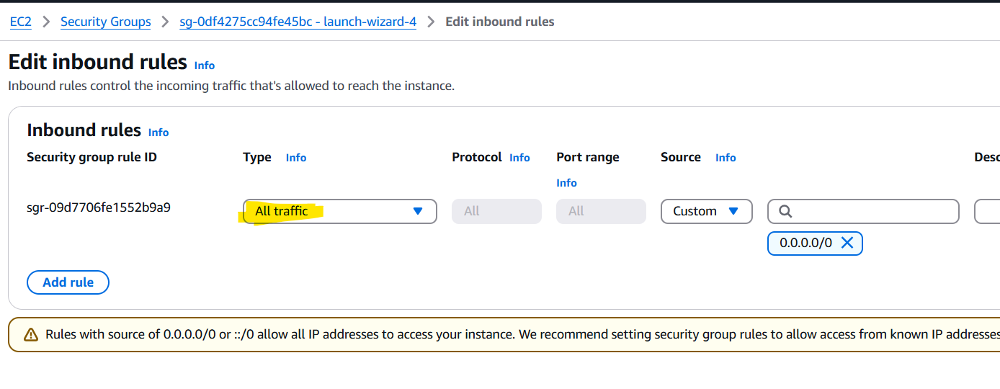 EC2 > Security Groups > sg-0df4275cc94fe45bc - launch-wizard-4 > Edit inbound rules
Edit inbound rules Info
Inbound rules control the incoming traffic that's allowed to reach the instance.
Inbound rules Info
Security group rule ID Type Info Protocol Info Port range Source Info Desc
Info
sgr-09d7706fe1552b9a9 All traffic All All Custom
0.0.0.0/0
Add rule
Rules with source of 0.0.0.0/0 or ::/0 allow all IP addresses to access your instance. We recommend setting security group rules to allow access from known IP addresses